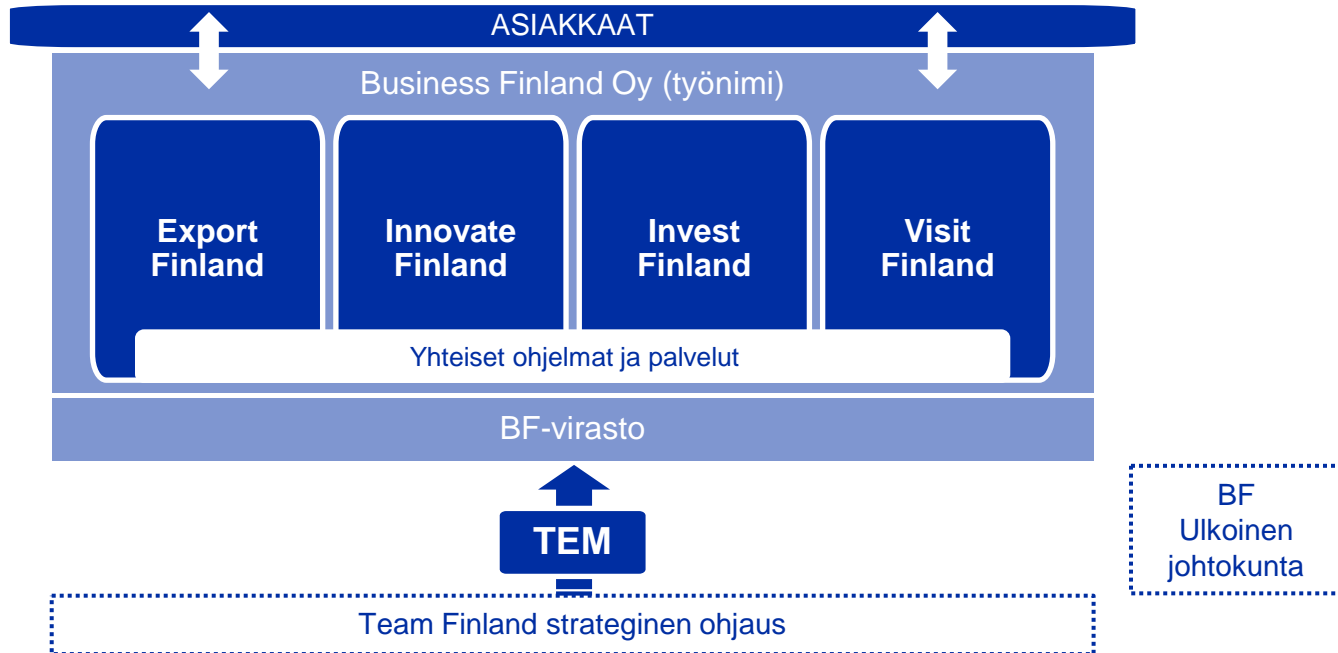 ASIAKKAAT
Business Finland Oy (työnimi)
Export
Finland
Innovate
Finland
Invest
Finland
Visit
Finland
Yhteiset ohjelmat ja palvelut
BF-virasto
TEM
BF
Ulkoinen
johtokunta
Team Finland strateginen ohjaus